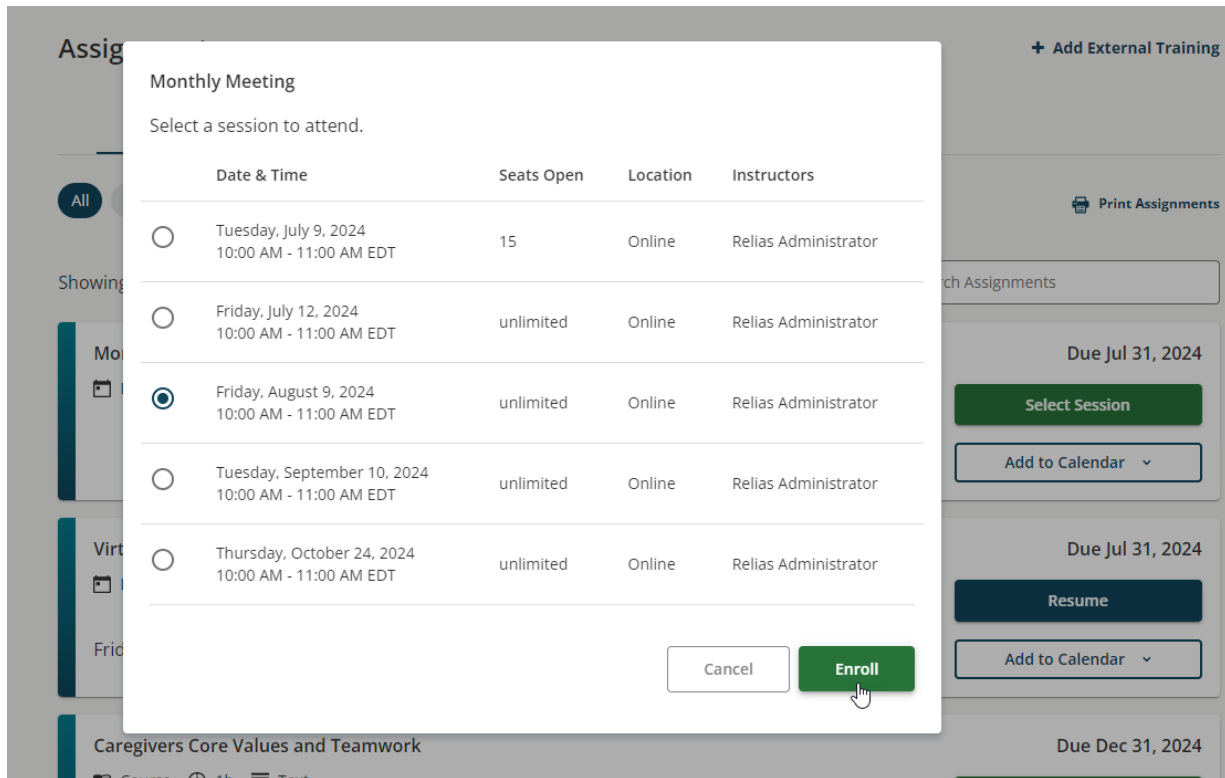 Assig
+ Add External Training
Monthly Meeting
Select a session to attend.
Date & Time Seats Open Location Instructors
All
Print Assignments
Tuesday, July 9, 2024
10:00 AM - 11:00 AM EDT
15 Online Relias Administrator
Showing
rch Assignments
Friday, July 12, 2024
10:00 AM - 11:00 AM EDT
unlimited Online Relias Administrator
Mo
Due Jul 31, 2024
Friday, August 9, 2024
10:00 AM - 11:00 AM EDT
unlimited Online Relias Administrator
Select Session
Add to Calendar
Tuesday, September 10, 2024
10:00 AM - 11:00 AM EDT
unlimited Online Relias Administrator
Virt
Due Jul 31, 2024
Thursday, October 24, 2024
10:00 AM - 11:00 AM EDT
unlimited Online Relias Administrator
Resume
Frid
Add to Calendar
Cancel Enroll
Caregivers Core Values and Teamwork
Due Dec 31, 2024
Course 1h Text